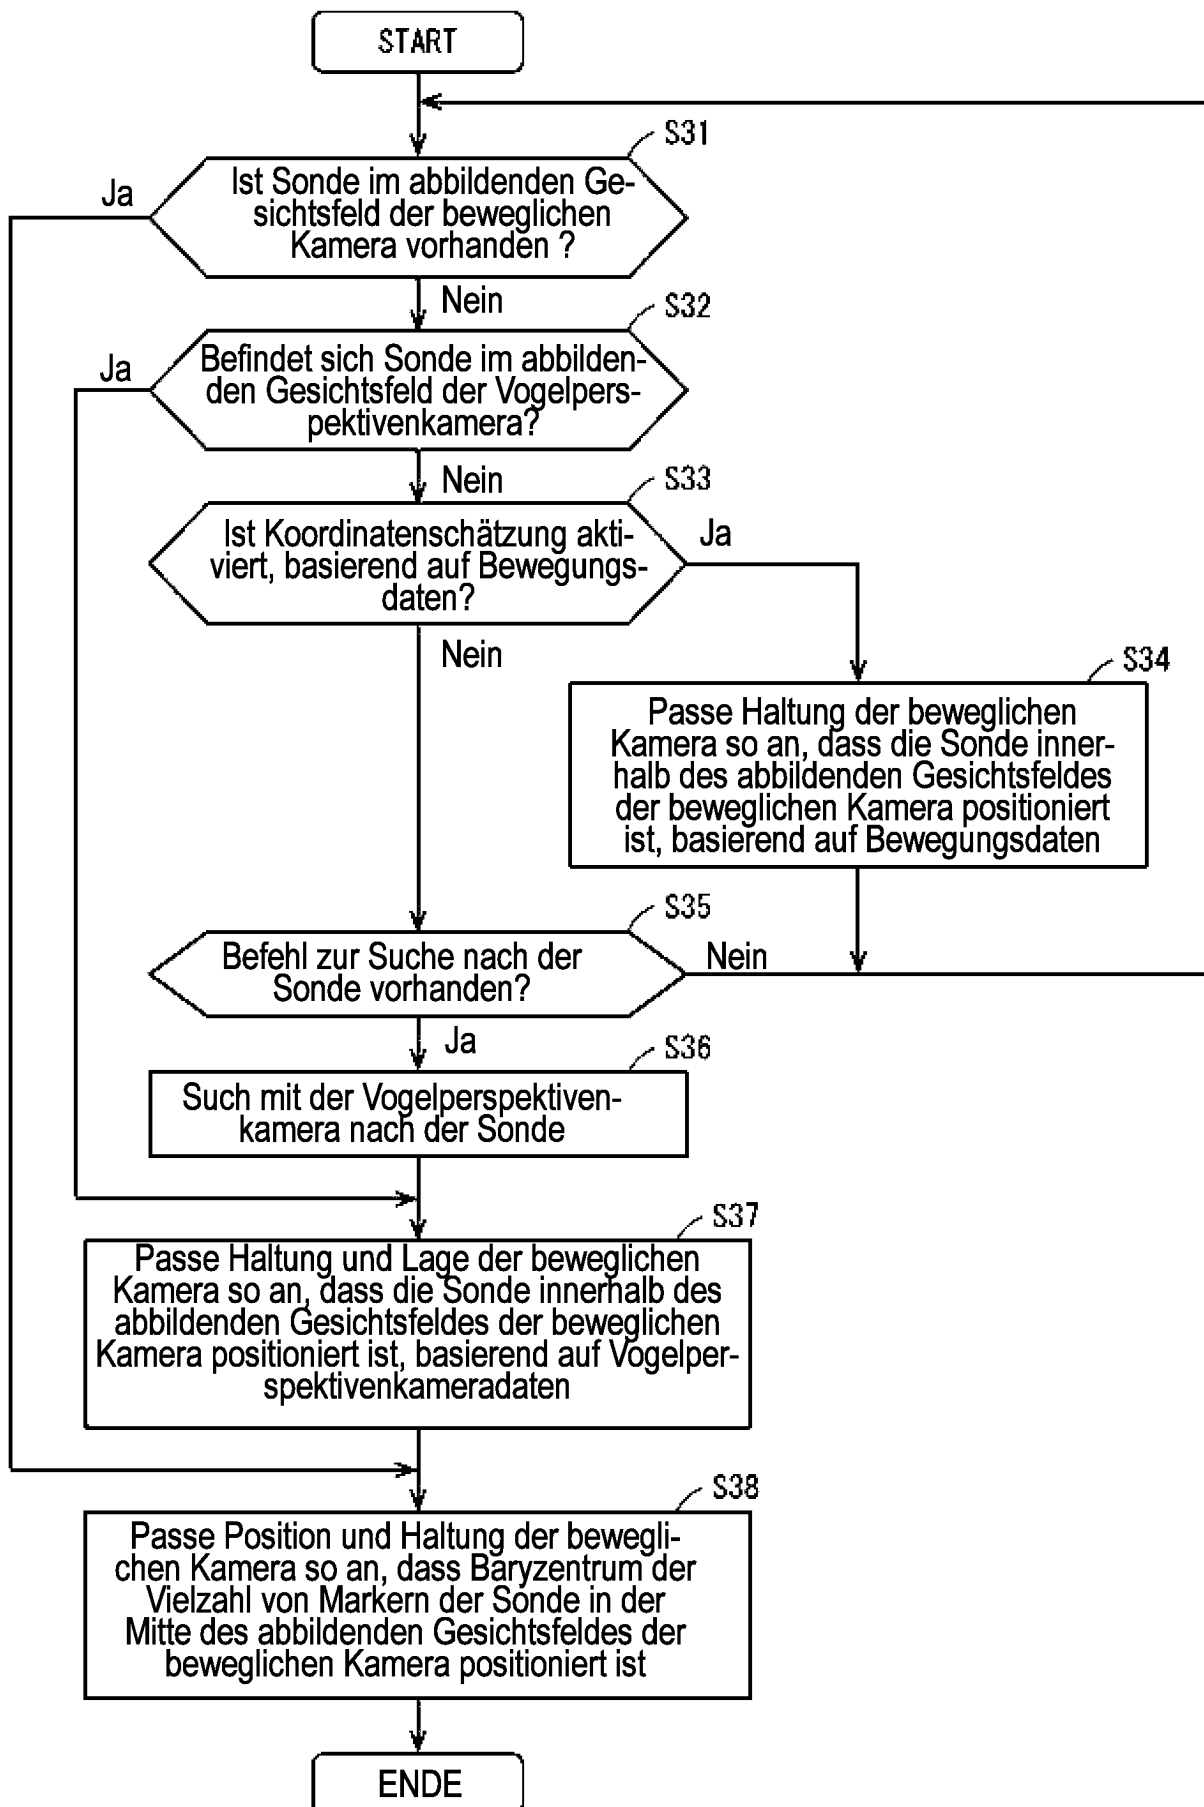 START
S31
Ist Sonde im abbildenden Ge-
sichtsfeld der beweglichen
Kamera vorhanden ?
Ja
Nein
S32
Befindet sich Sonde im abbilden-
den Gesichtsfeld der Vogelpers-
pektivenkamera?
Ja
Nein
S33
Ist Koordinatenschätzung akti-
viert, basierend auf Bewegungs-
daten?
Ja
Nein
S34
Passe Haltung der beweglichen
Kamera so an, dass die Sonde inner-
halb des abbildenden Gesichtsfeldes
der beweglichen Kamera positioniert
ist, basierend auf Bewegungsdaten
S35
Befehl zur Suche nach der
Sonde vorhanden?
Nein
Ja
S36
Such mit der Vogelperspektiven-
kamera nach der Sonde
S37
Passe Haltung und Lage der beweglichen
Kamera so an, dass die Sonde innerhalb des
abbildenden Gesichtsfeldes der beweglichen
Kamera positioniert ist, basierend auf Vogelper-
spektivenkameradaten
S38
Passe Position und Haltung der bewegli-
chen Kamera so an, dass Baryzentrum der
Vielzahl von Markern der Sonde in der
Mitte des abbildenden Gesichtsfeldes der
beweglichen Kamera positioniert ist
ENDE